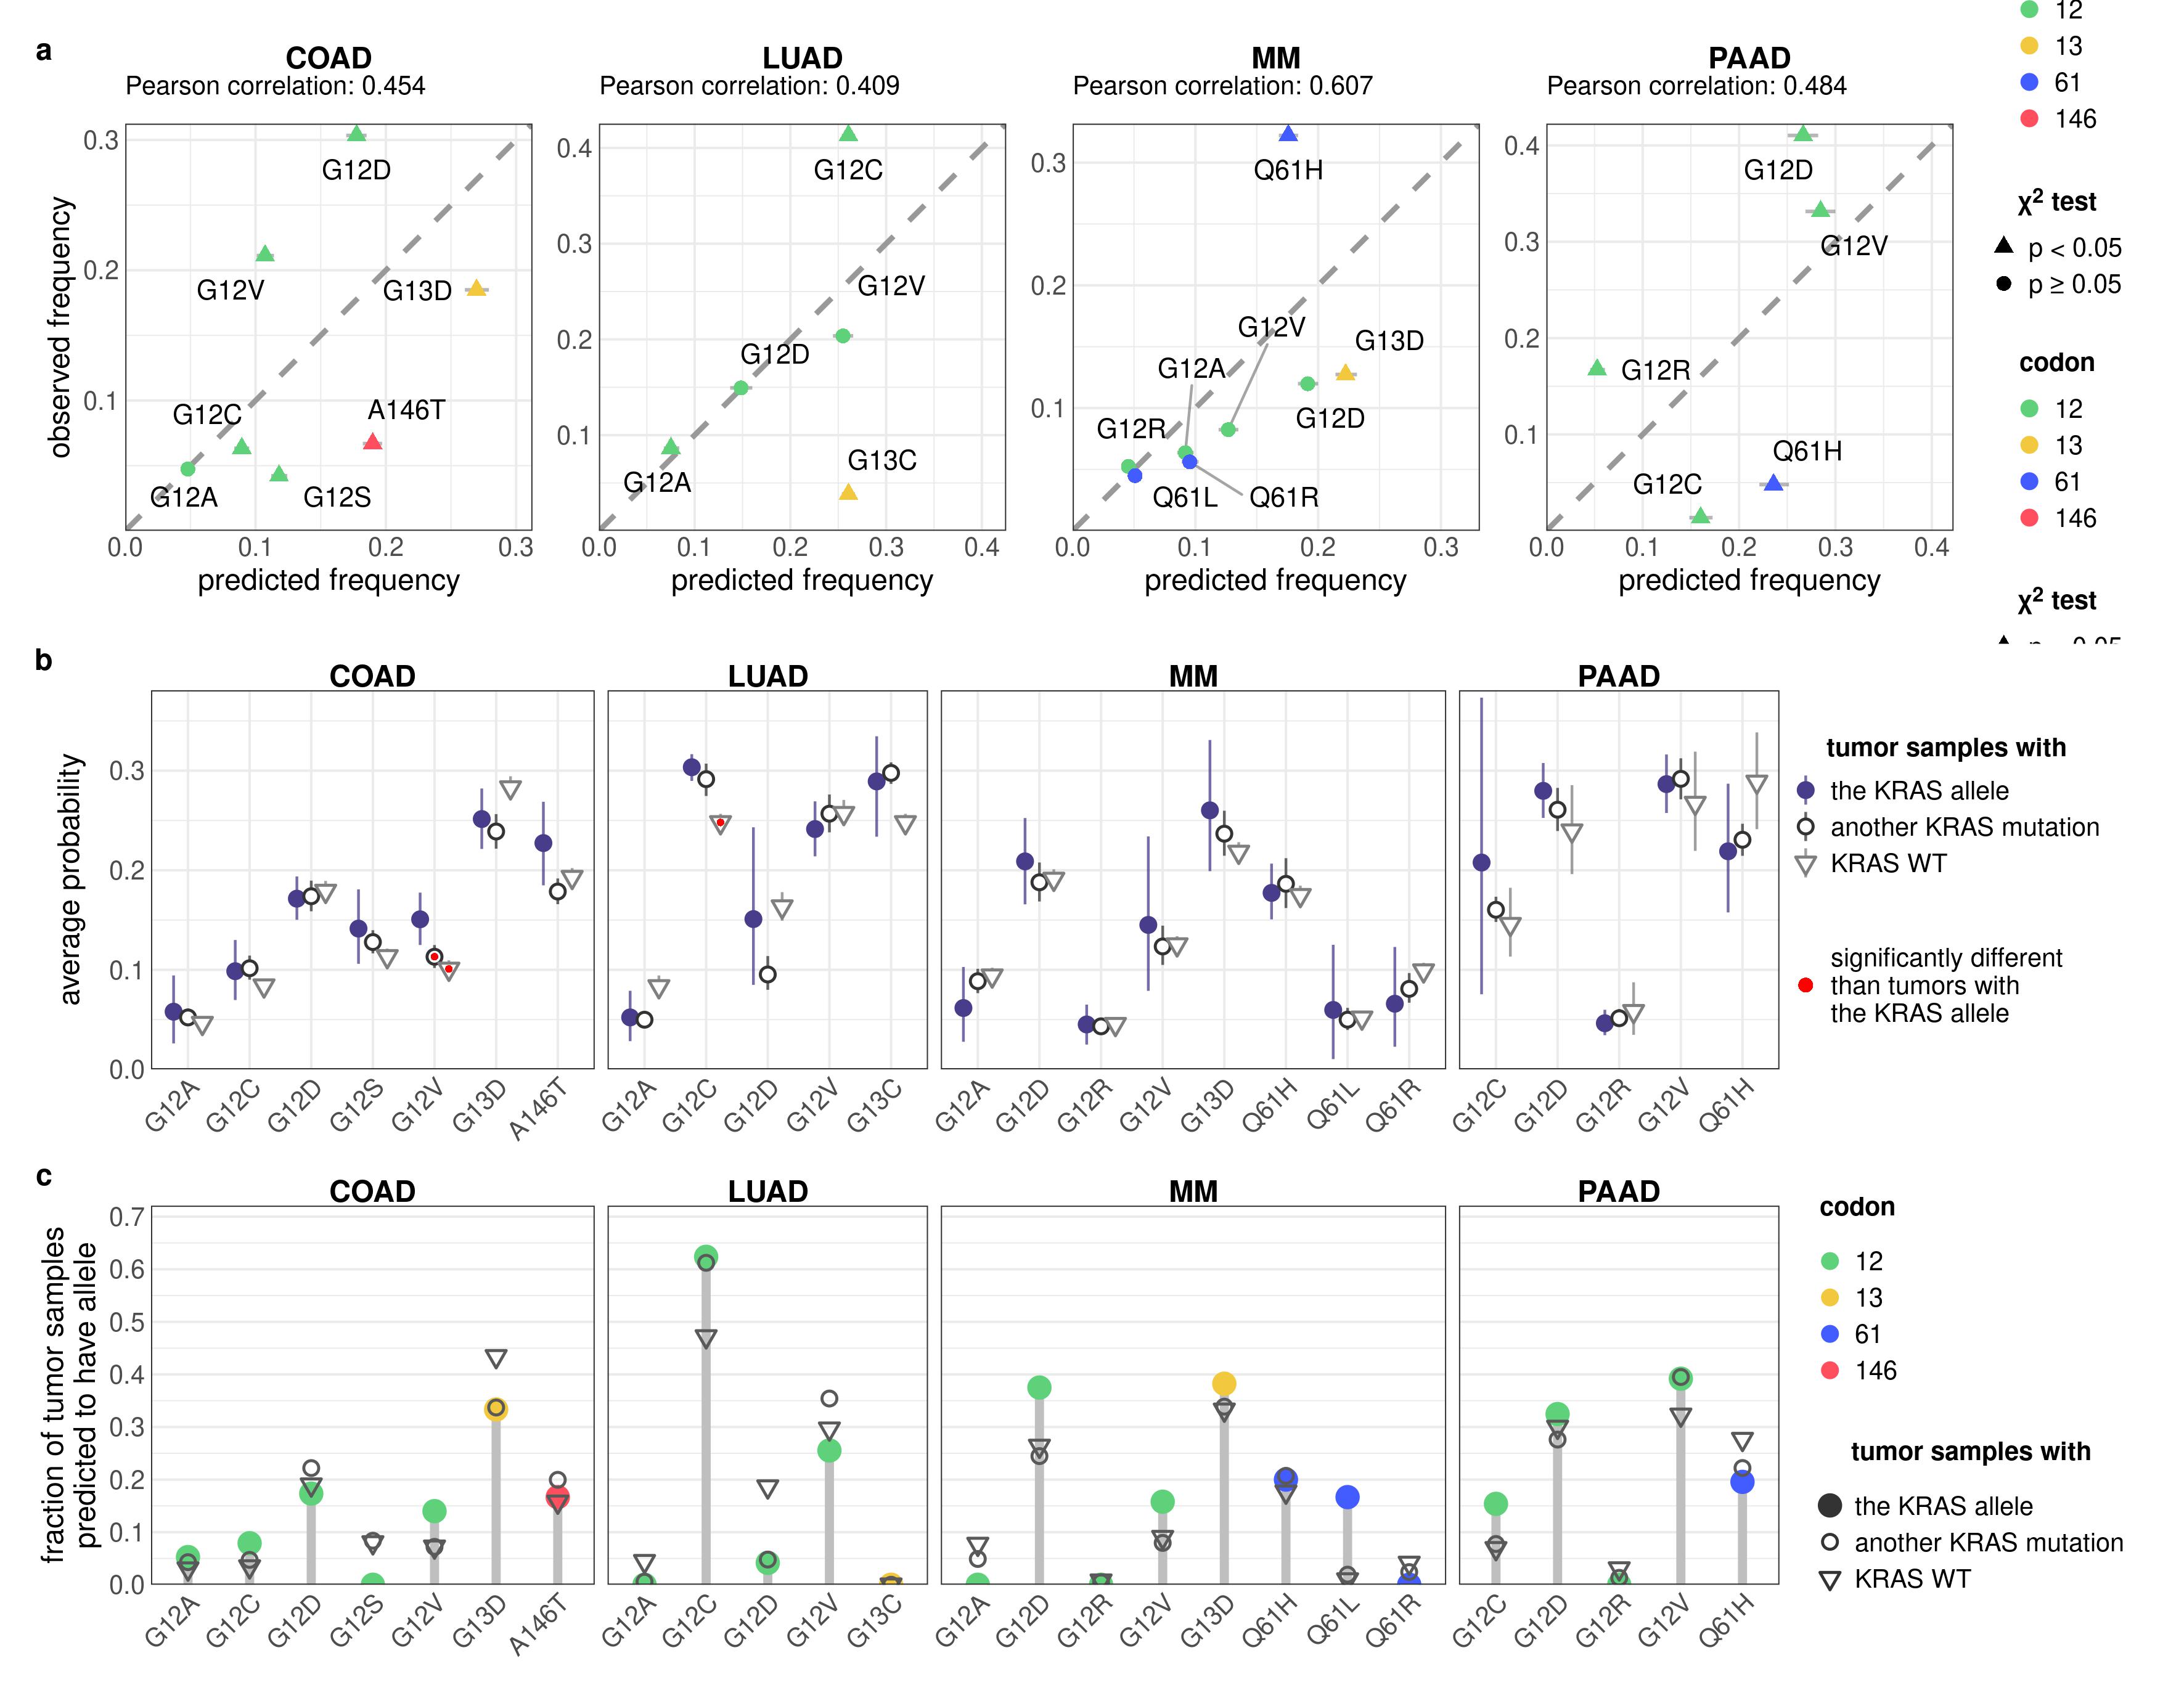 a
COAD
Pearson correlation: 0.454
LUAD
Pearson correlation: 0.409
MM
Pearson correlation: 0.607
PAAD
Pearson correlation: 0.484
observed frequency
0.3
0.2
0.1
G12D
G12V
G13D
G12C
A146T
G12A
G12S
0.0 0.1 0.2 0.3
predicted frequency
0.4
0.3
0.2
0.1
G12C
G12V
G12D
G13C
G12A
0.0 0.1 0.2 0.3 0.4
predicted frequency
0.3
0.2
0.1
Q61H
G12V
G13D
G12A
G12D
G12R
Q61L
Q61R
0.0 0.1 0.2 0.3
predicted frequency
0.4
0.3
0.2
0.1
G12D
G12V
G12R
Q61H
G12C
0.0 0.1 0.2 0.3 0.4
predicted frequency
12
13
61
146
χ² test
p < 0.05
p ≥ 0.05
codon
12
13
61
146
χ² test
b
COAD
LUAD
MM
PAAD
average probability
0.3
0.2
0.1
0.0
G12A G12C G12D G12S G12V G13D A146T
G12A G12C G12D G12V G13C
G12A G12D G12R G12V G13D Q61H Q61L Q61R
G12C G12D G12R G12V Q61H
tumor samples with
the KRAS allele
another KRAS mutation
KRAS WT
significantly different
than tumors with
the KRAS allele
c
COAD
LUAD
MM
PAAD
fraction of tumor samples
predicted to have allele
0.7
0.6
0.5
0.4
0.3
0.2
0.1
0.0
G12A G12C G12D G12S G12V G13D A146T
G12A G12C G12D G12V G13C
G12A G12D G12R G12V G13D Q61H Q61L Q61R
G12C G12D G12R G12V Q61H
codon
12
13
61
146
tumor samples with
the KRAS allele
another KRAS mutation
KRAS WT